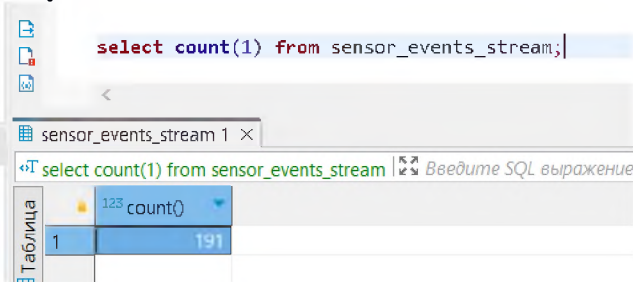 select count(1) from sensor_events_stream;
sensor_events_stream 1
select count(1) from sensor_events_stream Введите SQL выражение
Таблица
123 count()
1 191